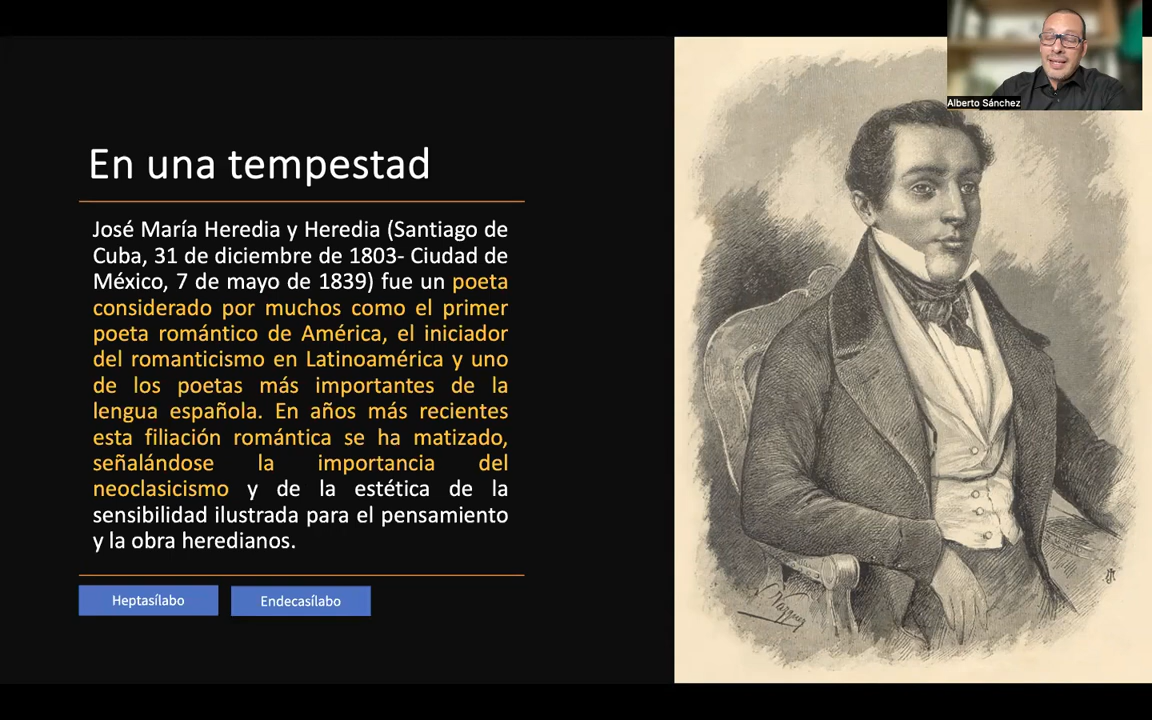 Alberto Sánchez
En una tempestad
José María Heredia y Heredia (Santiago de
Cuba, 31 de diciembre de 1803- Ciudad de
México, 7 de mayo de 1839) fue un poeta
considerado por muchos como el primer
poeta romántico de América, el iniciador
del romanticismo en Latinoamérica y uno
de los poetas más importantes de la
lengua española. En años más recientes
esta filiación romántica se ha matizado,
señalándose la importancia del
neoclasicismo y de la estética de la
sensibilidad ilustrada para el pensamiento
y la obra heredianos.
Heptasílabo
Endecasílabo